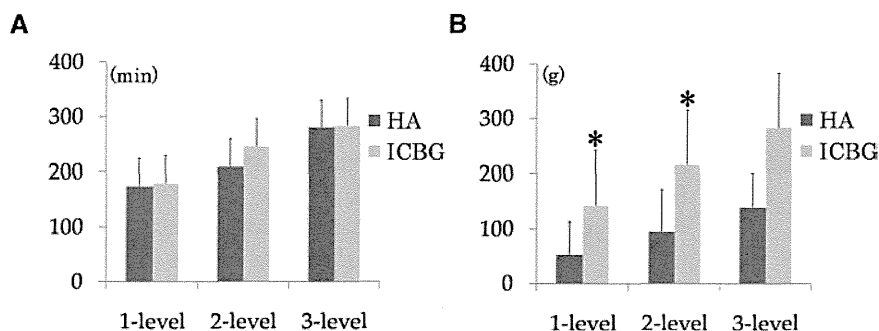 A
400
(min)
300
200
100
0
1-level 2-level 3-level
HA
ICBG
B
400
(g)
300
200
100
0
1-level 2-level 3-level
HA
ICBG
* *